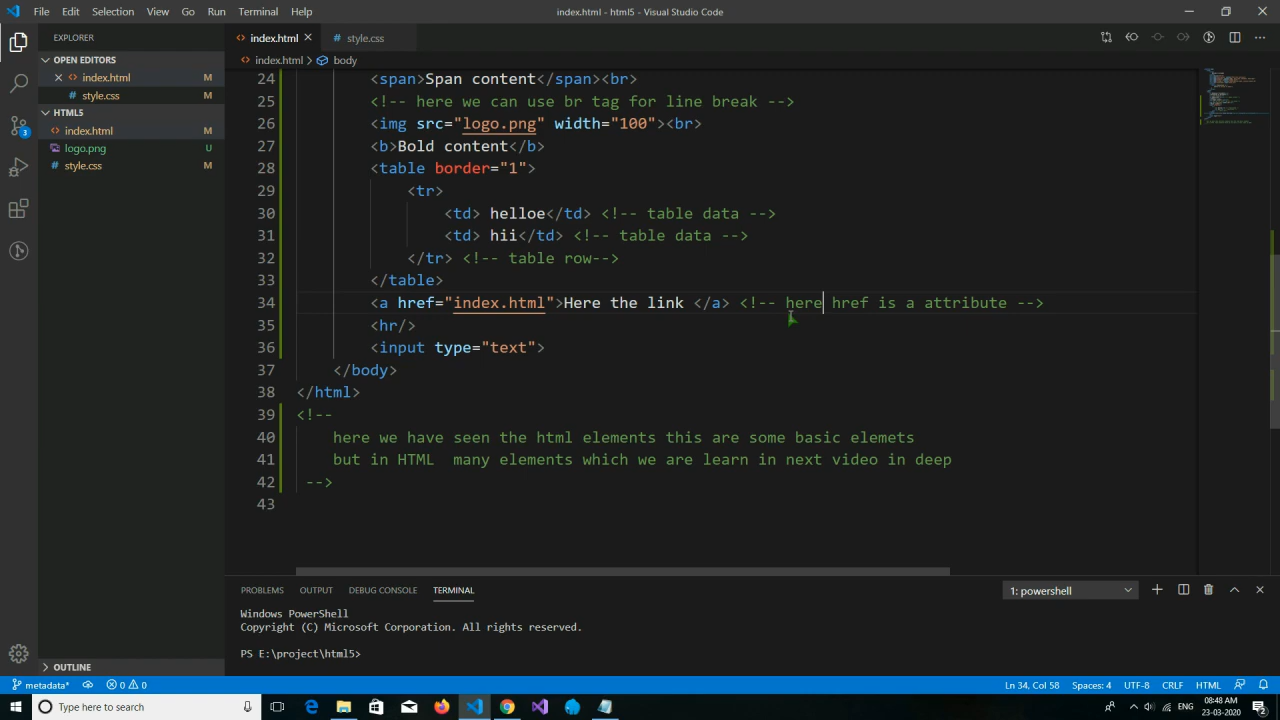 File Edit Selection View Go Run Terminal Help index.html - html5 - Visual Studio Code
EXPLORER
index.html
style.css
OPEN EDITORS
index.html > body
index.html M
style.css M
HTML5
index.html M
logo.png U
style.css M
24 <span>Span content</span><br>
25 <!-- here we can use br tag for line break -->
26 <img src="logo.png" width="100"><br>
27 <b>Bold content</b>
28 <table border="1">
29 <tr>
30 <td> helloe</td> <!-- table data -->
31 <td> hii</td> <!-- table data -->
32 </tr> <!-- table row-->
33 </table>
34 <a href="index.html">Here the link </a> <!-- here href is a attribute -->
35 <hr/>
36 <input type="text">
37 </body>
38 </html>
39 <!--
40 here we have seen the html elements this are some basic elemets
41 but in HTML  many elements which we are learn in next video in deep
42 -->
43
PROBLEMS OUTPUT DEBUG CONSOLE TERMINAL 1: powershell
Windows PowerShell
Copyright (C) Microsoft Corporation. All rights reserved.
PS E:\project\html5>
OUTLINE
3
metadata* 0 0 Ln 34, Col 58 Spaces: 4 UTF-8 CRLF HTML
Type here to search
ENG
08:48 AM
23-03-2020
2